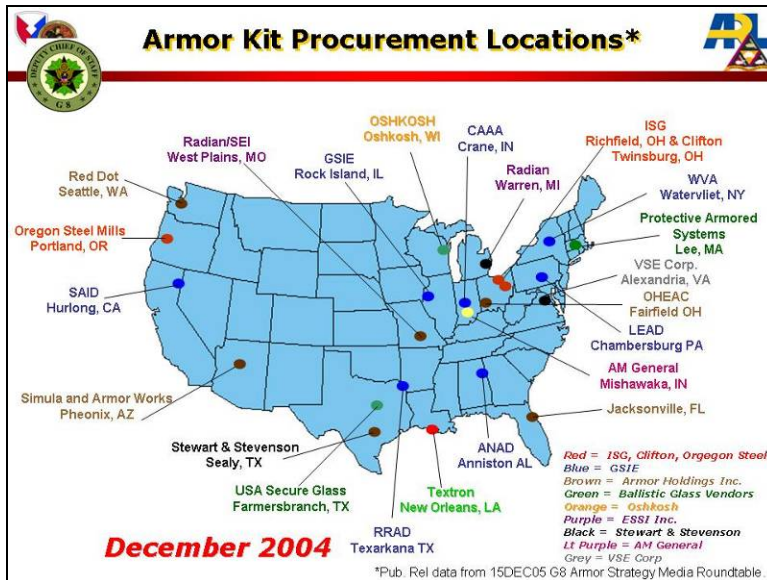 Armor Kit Procurement Locations*
DEPUTY CHIEF OF STAFF
G8
ARL
OSHKOSH
Oshkosh, WI
CAAA
Crane, IN
ISG
Richfield, OH & Clifton
Twinsburg, OH
Radian/SEI
West Plains, MO
GSIE
Rock Island, IL
Radian
Warren, MI
Red Dot
Seattle, WA
WVA
Watervliet, NY
Oregon Steel Mills
Portland, OR
Protective Armored
Systems
Lee, MA
VSE Corp.
Alexandria, VA
SAID
Hurlong, CA
OHEAC
Fairfield OH
LEAD
Chambersburg PA
AM General
Mishawaka, IN
Simula and Armor Works
Pheonix, AZ
Jacksonville, FL
Stewart & Stevenson
Sealy, TX
ANAD
Anniston AL
USA Secure Glass
Farmersbranch, TX
Textron
New Orleans, LA
RRAD
Texarkana TX
Red = ISG, Clifton, Orgegon Steel
Blue = GSIE
Brown = Armor Holdings Inc.
Green = Ballistic Glass Vendors
Orange = Oshkosh
Purple = ESSI Inc.
Black = Stewart & Stevenson
Lt Purple = AM General
Grey = VSE Corp
December 2004
*Pub. Rel data from 15DEC05 G8 Armor Strategy Media Roundtable.